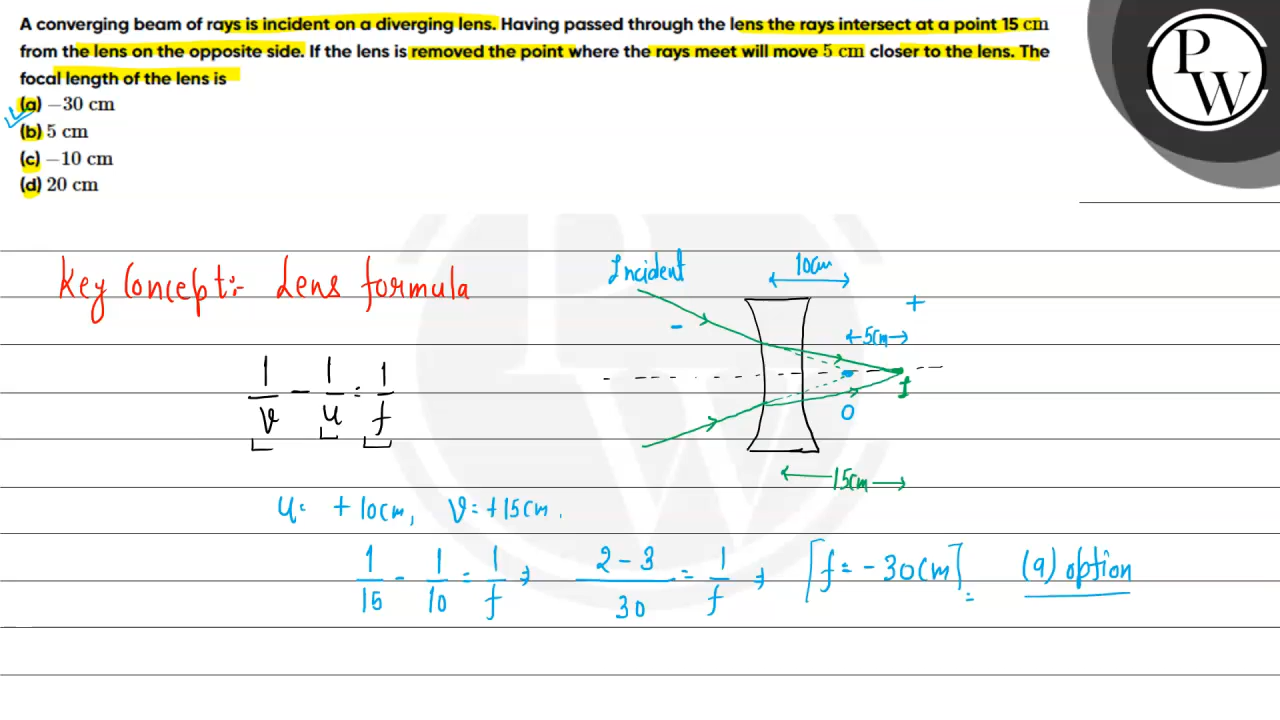 A converging beam of rays is incident on a diverging lens. Having passed through the lens the rays intersect at a point 15 cm
from the lens on the opposite side. If the lens is removed the point where the rays meet will move 5 cm closer to the lens. The
focal length of the lens is
(a) −30 cm
(b) 5 cm
(c) −10 cm
(d) 20 cm
P
W
Key Concept:- Lens formula
1/v − 1/u = 1/f
Incident
10cm
+
-
5cm
O
I
15cm
u= +10cm, v=+15cm.
1/15 − 1/10 = 1/f ⇒ 2−3/30 = 1/f ⇒ [f= −30cm] (a) option